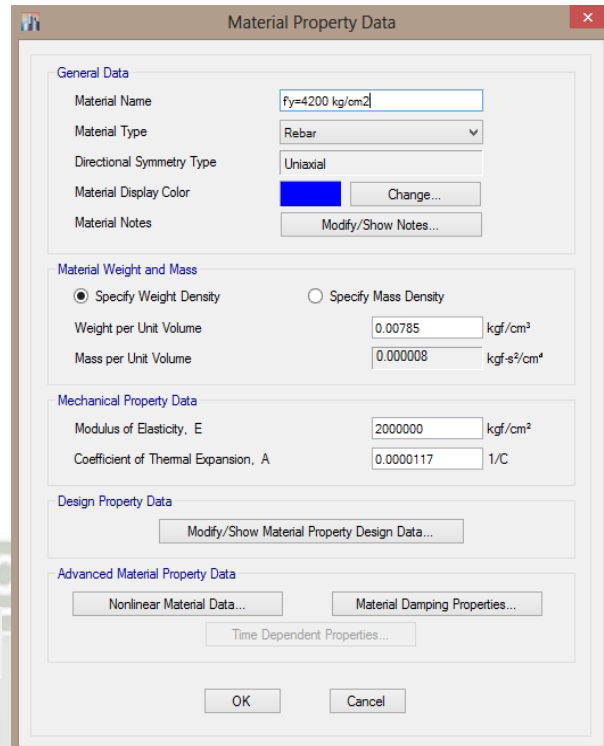 Material Property Data
General Data
Material Name f'y=4200 kg/cm2
Material Type Rebar
Directional Symmetry Type Uniaxial
Material Display Color Change...
Material Notes Modify/Show Notes...
Material Weight and Mass
Specify Weight Density Specify Mass Density
Weight per Unit Volume 0.00785 kgf/cm³
Mass per Unit Volume 0.000008 kgf-s²/cm⁴
Mechanical Property Data
Modulus of Elasticity, E 2000000 kgf/cm²
Coefficient of Thermal Expansion, A 0.0000117 1/C
Design Property Data
Modify/Show Material Property Design Data...
Advanced Material Property Data
Nonlinear Material Data... Material Damping Properties...
Time Dependent Properties...
OK Cancel